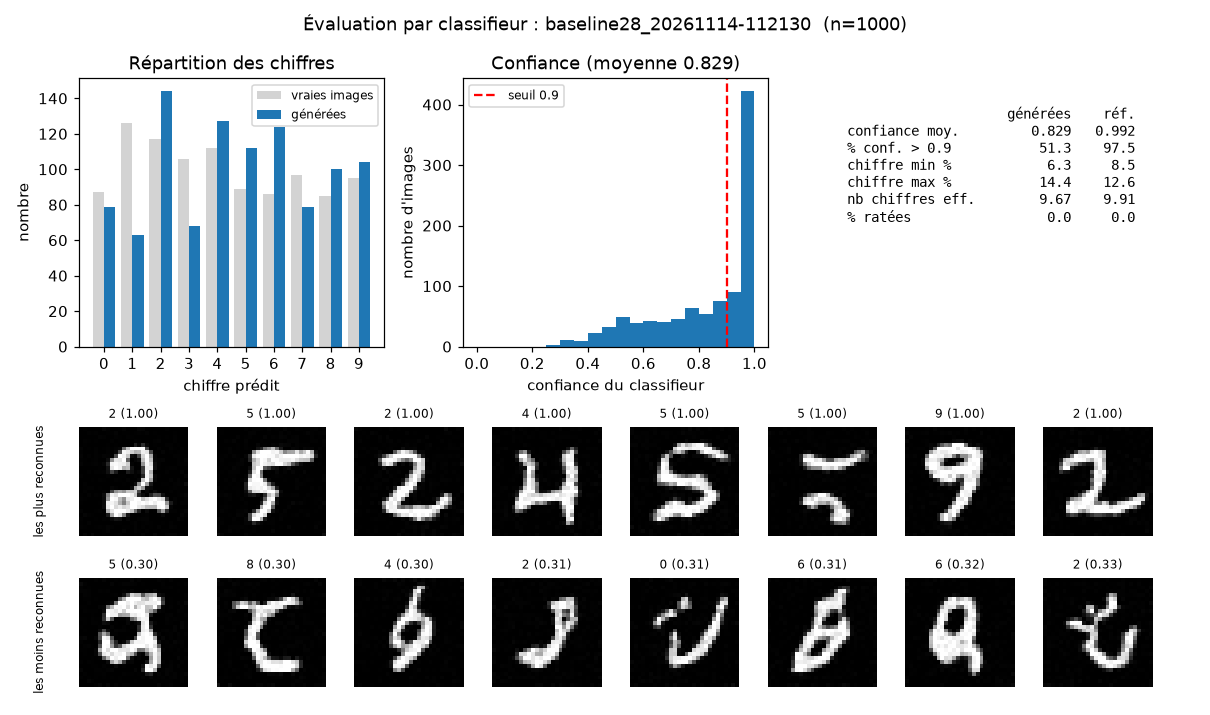 Évaluation par classifieur : baseline28_20261114-112130  (n=1000)
Répartition des chiffres
vraies images
générées
nombre
0
20
40
60
80
100
120
140
0 1 2 3 4 5 6 7 8 9
chiffre prédit
Confiance (moyenne 0.829)
seuil 0.9
nombre d'images
0
100
200
300
400
0.0 0.2 0.4 0.6 0.8 1.0
confiance du classifieur
générées réf.
confiance moy. 0.829 0.992
% conf. > 0.9 51.3 97.5
chiffre min % 6.3 8.5
chiffre max % 14.4 12.6
nb chiffres eff. 9.67 9.91
% ratées 0.0 0.0
les plus reconnues
2 (1.00) 5 (1.00) 2 (1.00) 4 (1.00) 5 (1.00) 5 (1.00) 9 (1.00) 2 (1.00)
2 5 2 4 5 5 9 2
les moins reconnues
5 (0.30) 8 (0.30) 4 (0.30) 2 (0.31) 0 (0.31) 6 (0.31) 6 (0.32) 2 (0.33)